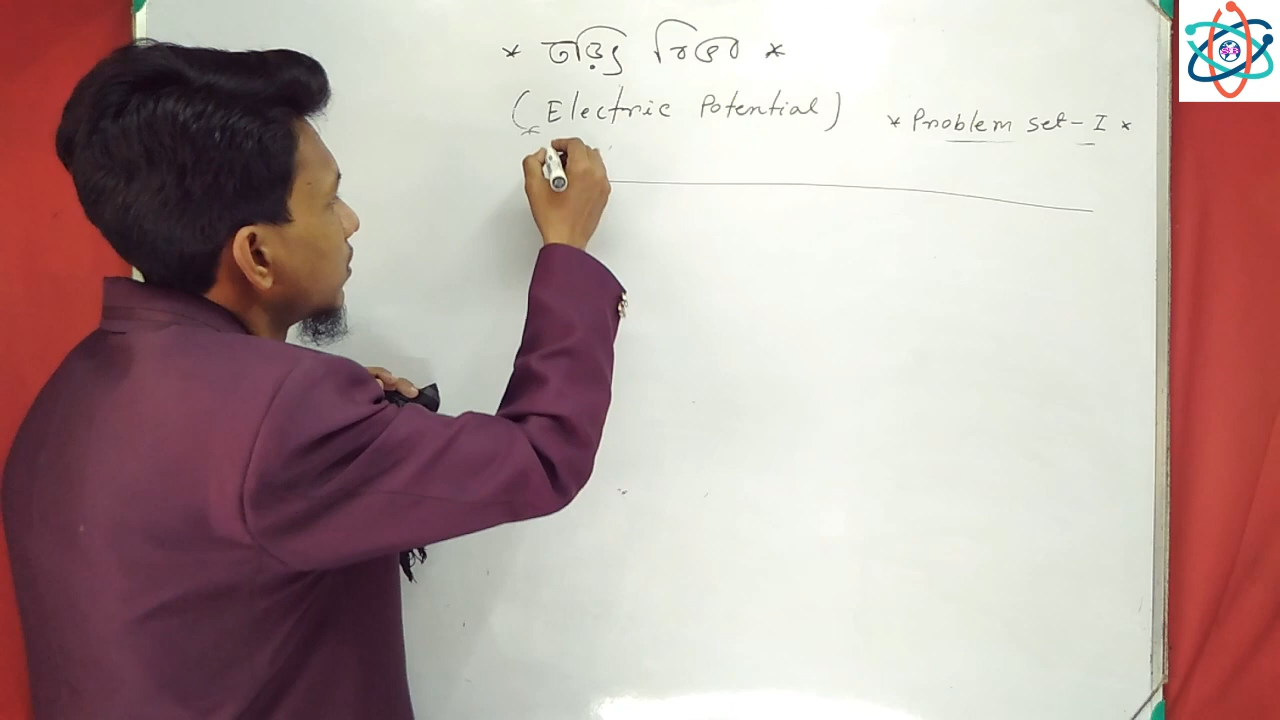 * তড়িৎ বিভব *
(Electric Potential)
* Problem set - I *